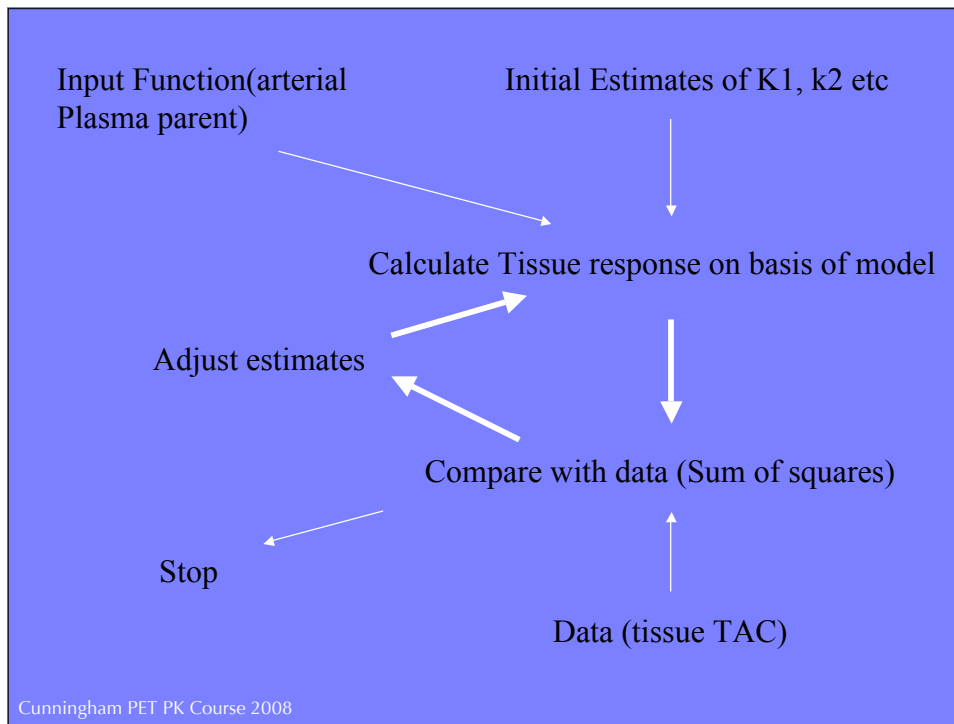 Input Function(arterial
Plasma parent)
Initial Estimates of K1, k2 etc
Calculate Tissue response on basis of model
Adjust estimates
Compare with data (Sum of squares)
Stop
Data (tissue TAC)
Cunningham PET PK Course 2008